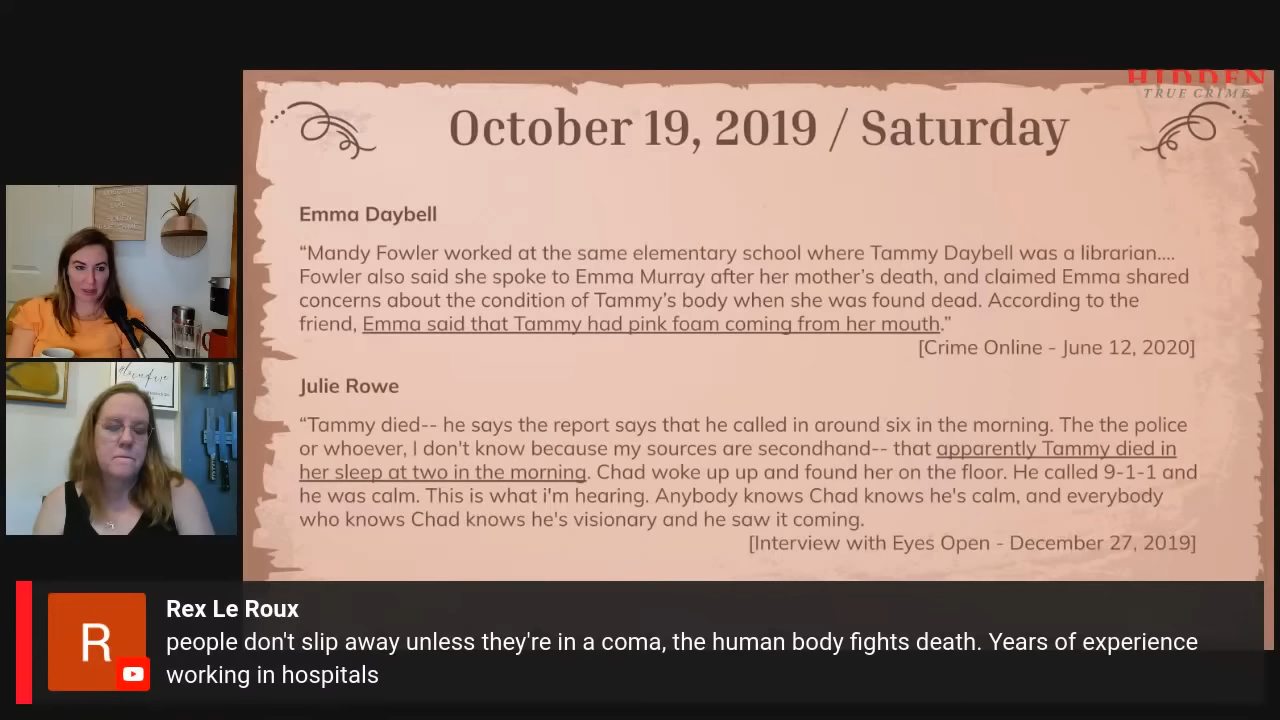 HIDDEN
TRUE CRIME
October 19, 2019 / Saturday
Emma Daybell
“Mandy Fowler worked at the same elementary school where Tammy Daybell was a librarian....
Fowler also said she spoke to Emma Murray after her mother’s death, and claimed Emma shared
concerns about the condition of Tammy’s body when she was found dead. According to the
friend, Emma said that Tammy had pink foam coming from her mouth.”
[Crime Online - June 12, 2020]
Julie Rowe
“Tammy died-- he says the report says that he called in around six in the morning. The the police
or whoever, I don't know because my sources are secondhand-- that apparently Tammy died in
her sleep at two in the morning. Chad woke up up and found her on the floor. He called 9-1-1 and
he was calm. This is what i'm hearing. Anybody knows Chad knows he's calm, and everybody
who knows Chad knows he's visionary and he saw it coming.
[Interview with Eyes Open - December 27, 2019]
R
Rex Le Roux
people don't slip away unless they're in a coma, the human body fights death. Years of experience
working in hospitals